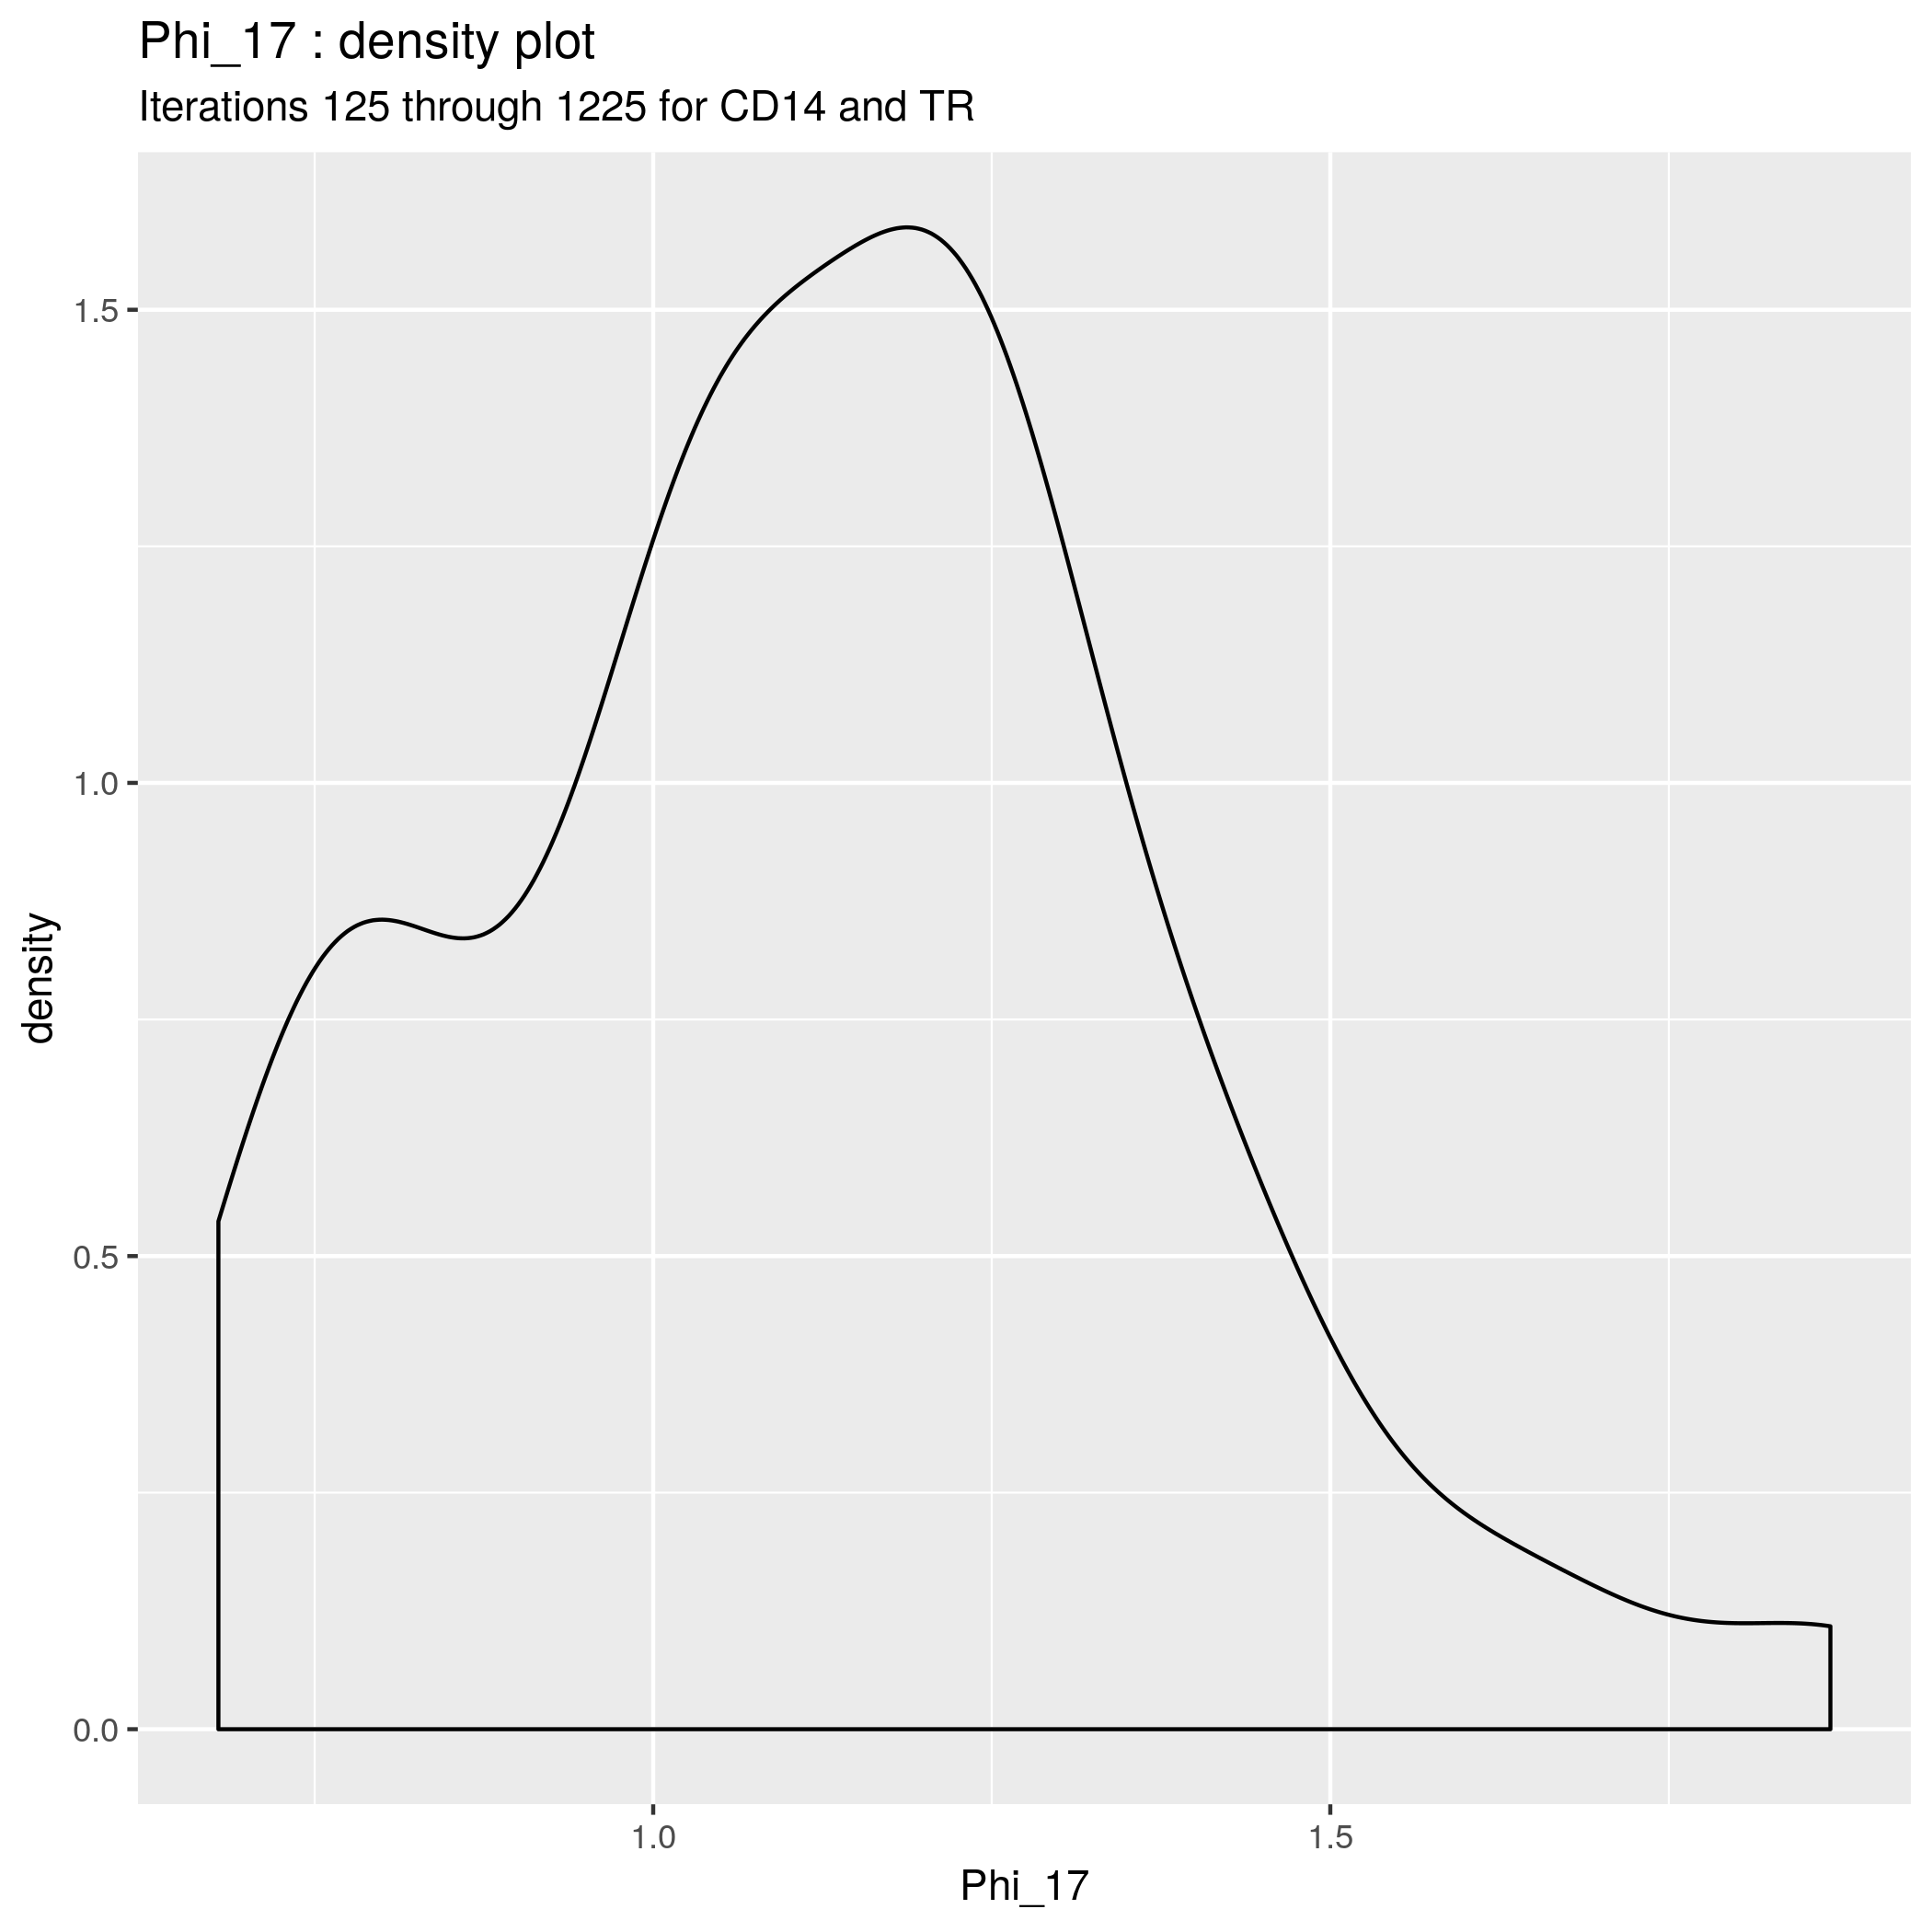 Phi_17 : density plot
Iterations 125 through 1225 for CD14 and TR
density
1.5
1.0
0.5
0.0
1.0 1.5
Phi_17